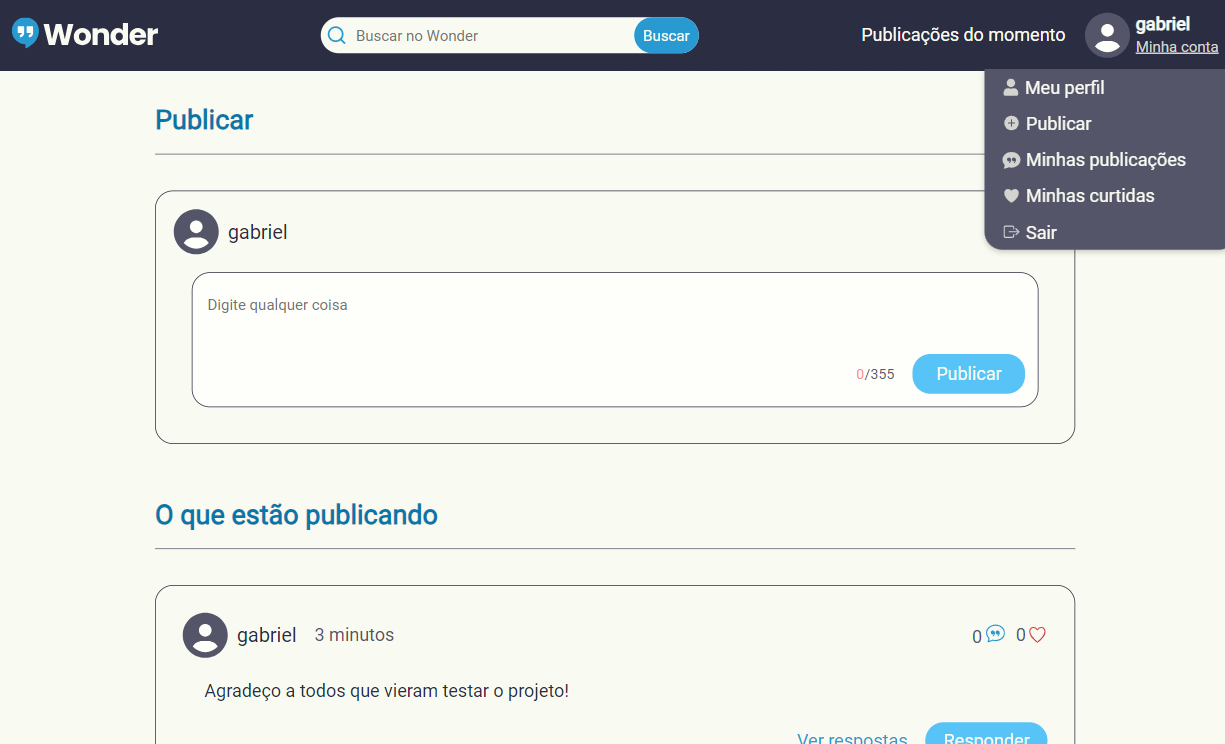 Wonder
Buscar no Wonder
Buscar
Publicações do momento
gabriel
Minha conta
Meu perfil
Publicar
Minhas publicações
Minhas curtidas
Sair
Publicar
gabriel
Digite qualquer coisa
0/355
Publicar
O que estão publicando
gabriel 3 minutos
0 0
Agradeço a todos que vieram testar o projeto!
Ver respostas
Responder